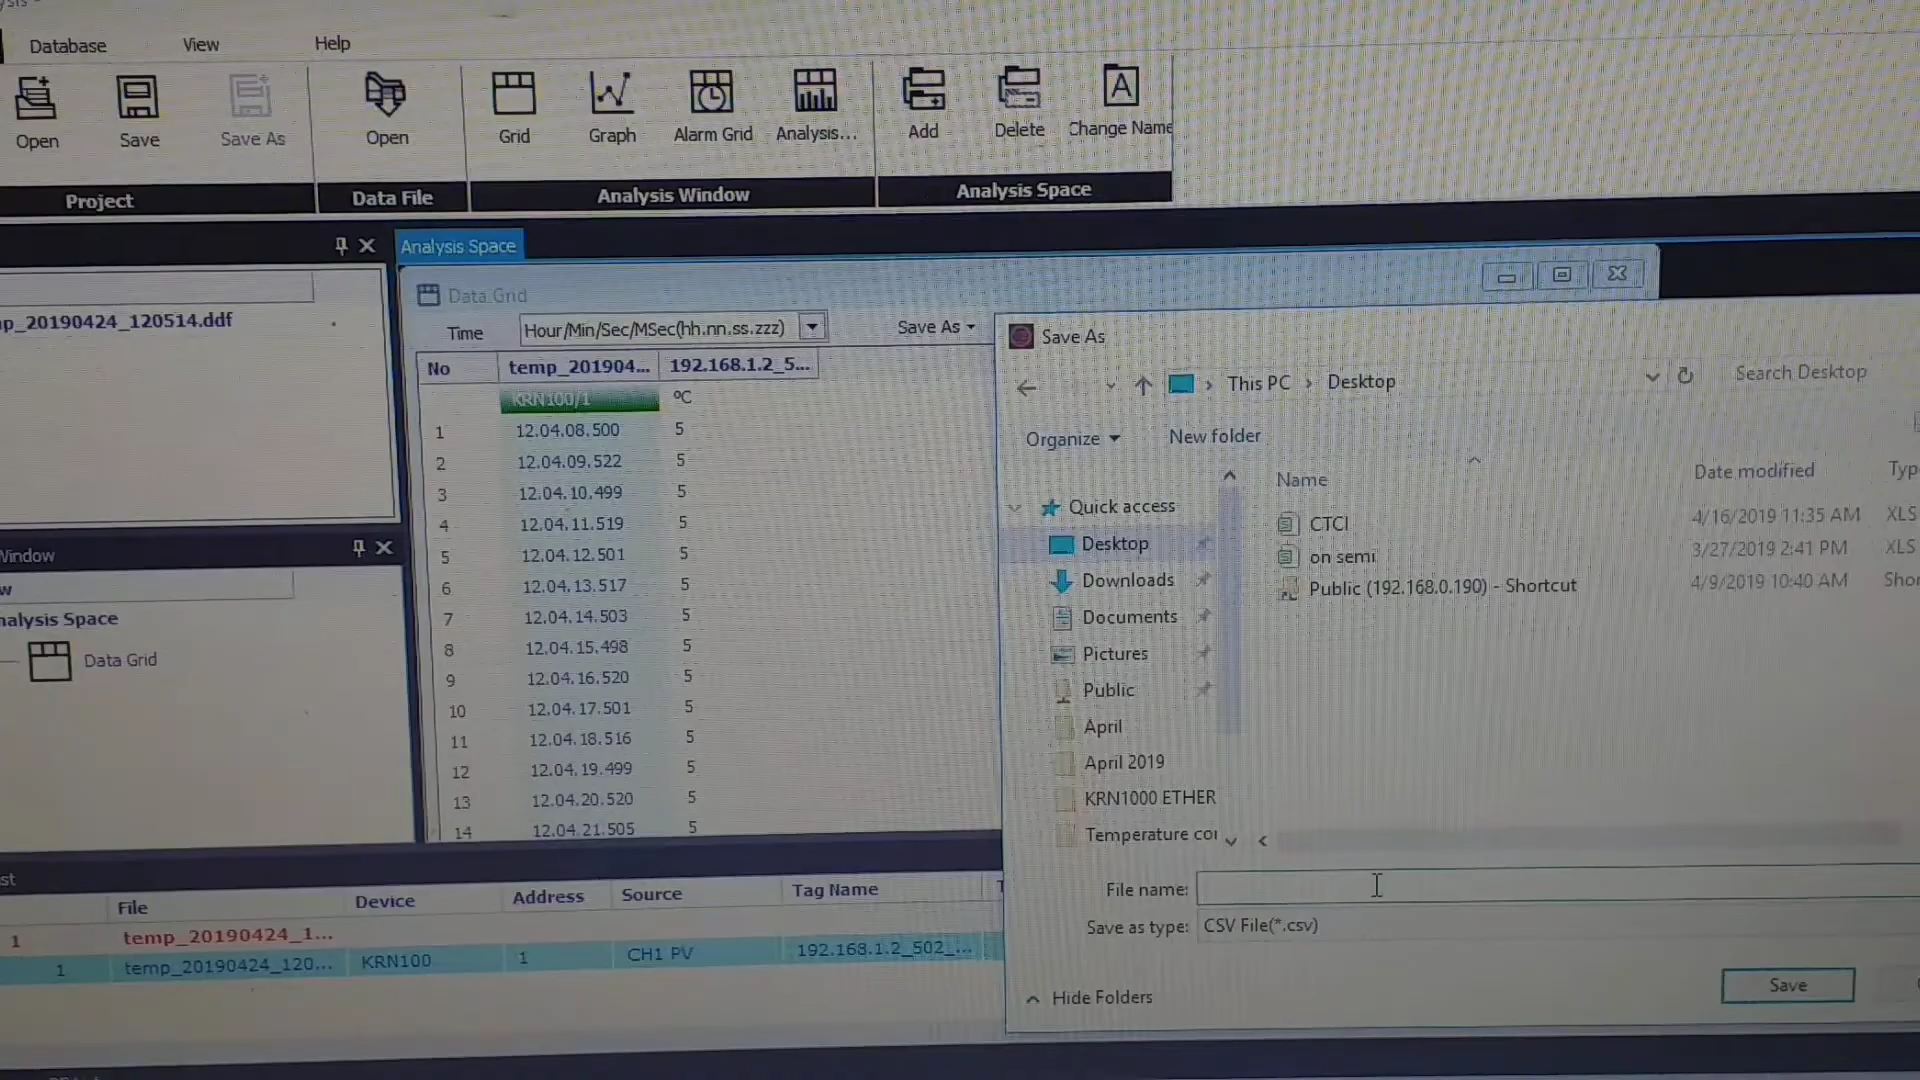 Database View Help
Open Save Save As Open Grid Graph Alarm Grid Analysis... Add Delete Change Name
Project Data File Analysis Window Analysis Space
Analysis Space
p_20190424_120514.ddf
Data Grid
Time Hour/Min/Sec/MSec(hh.nn.ss.zzz) Save As
No temp_201904... 192.168.1.2_5...
KRN100/1 ºC
1 12.04.08.500 5
2 12.04.09.522 5
3 12.04.10.499 5
4 12.04.11.519 5
5 12.04.12.501 5
6 12.04.13.517 5
7 12.04.14.503 5
8 12.04.15.498 5
9 12.04.16.520 5
10 12.04.17.501 5
11 12.04.18.516 5
12 12.04.19.499 5
13 12.04.20.520 5
14 12.04.21.505 5
Window
w
nalysis Space
Data Grid
st
File Device Address Source Tag Name T
1 temp_20190424_1...
1 temp_20190424_120... KRN100 1 CH1 PV 192.168.1.2_502_...
Save As
This PC > Desktop Search Desktop
Organize New folder
Name Date modified Typ
Quick access
Desktop
Downloads
Documents
Pictures
Public
April
April 2019
KRN1000 ETHER
Temperature cor
CTCI 4/16/2019 11:35 AM XLS
on semi 3/27/2019 2:41 PM XLS
Public (192.168.0.190) - Shortcut 4/9/2019 10:40 AM Shor
File name:
Save as type: CSV File(*.csv)
Hide Folders Save